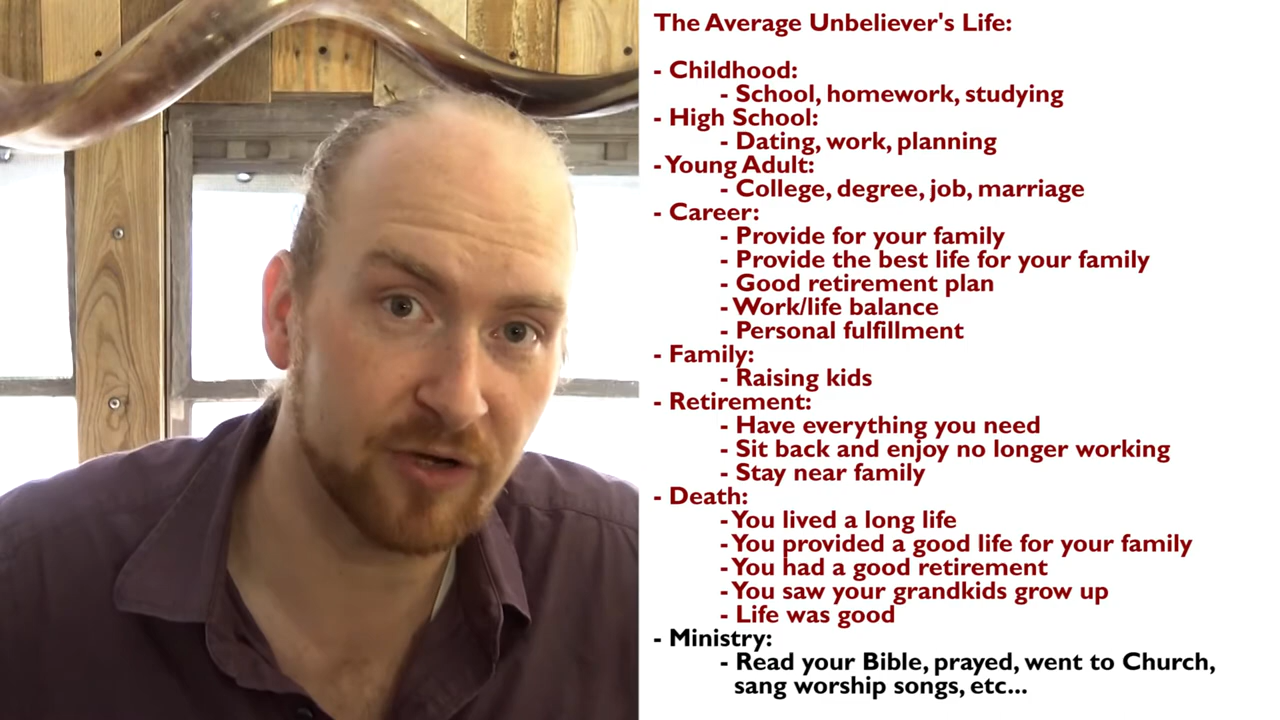 The Average Unbeliever's Life:
- Childhood:
- School, homework, studying
- High School:
- Dating, work, planning
- Young Adult:
- College, degree, job, marriage
- Career:
- Provide for your family
- Provide the best life for your family
- Good retirement plan
- Work/life balance
- Personal fulfillment
- Family:
- Raising kids
- Retirement:
- Have everything you need
- Sit back and enjoy no longer working
- Stay near family
- Death:
- You lived a long life
- You provided a good life for your family
- You had a good retirement
- You saw your grandkids grow up
- Life was good
- Ministry:
- Read your Bible, prayed, went to Church,
sang worship songs, etc...